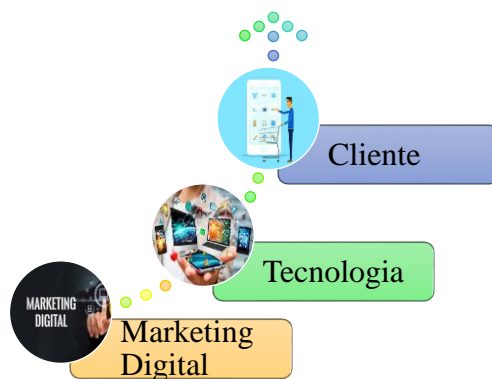 Cliente
Tecnologia
MARKETING
DIGITAL
Marketing
Digital